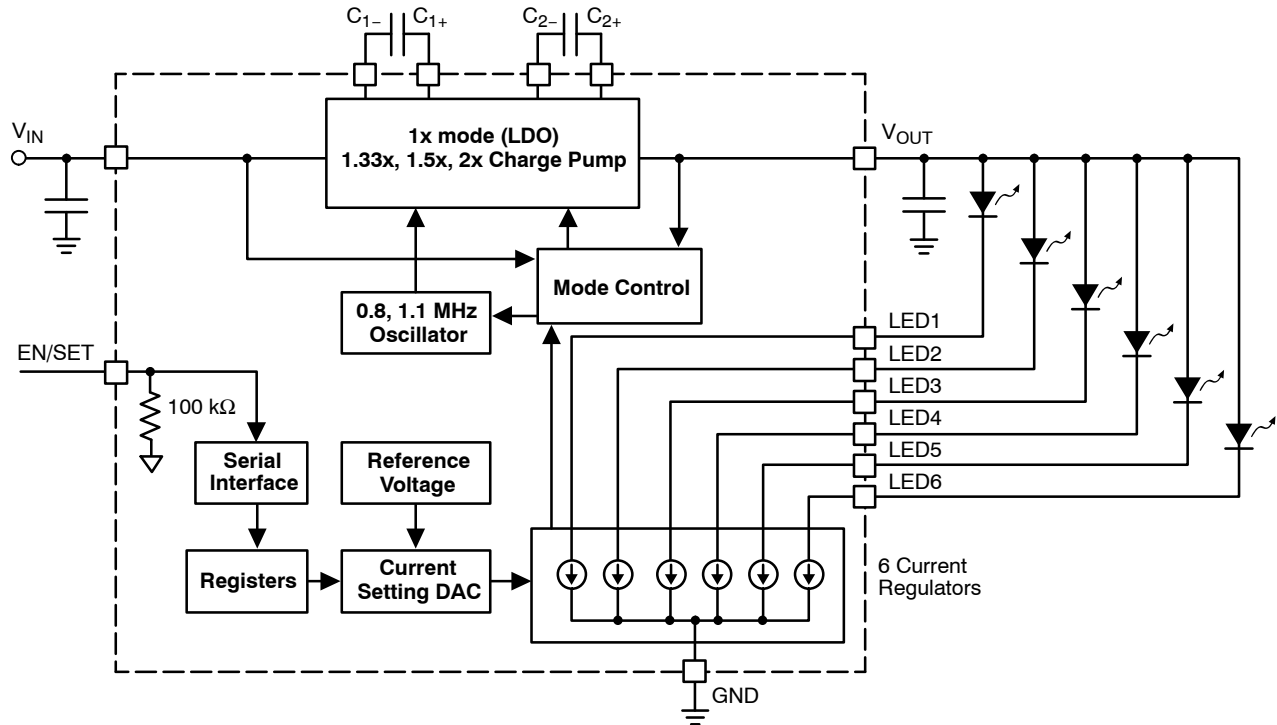 C1− C1+ C2− C2+
VIN
1x mode (LDO)
1.33x, 1.5x, 2x Charge Pump
VOUT
Mode Control
0.8, 1.1 MHz
Oscillator
EN/SET
100 kΩ
LED1
LED2
LED3
LED4
LED5
LED6
Serial
Interface
Reference
Voltage
Registers
Current
Setting DAC
6 Current
Regulators
GND